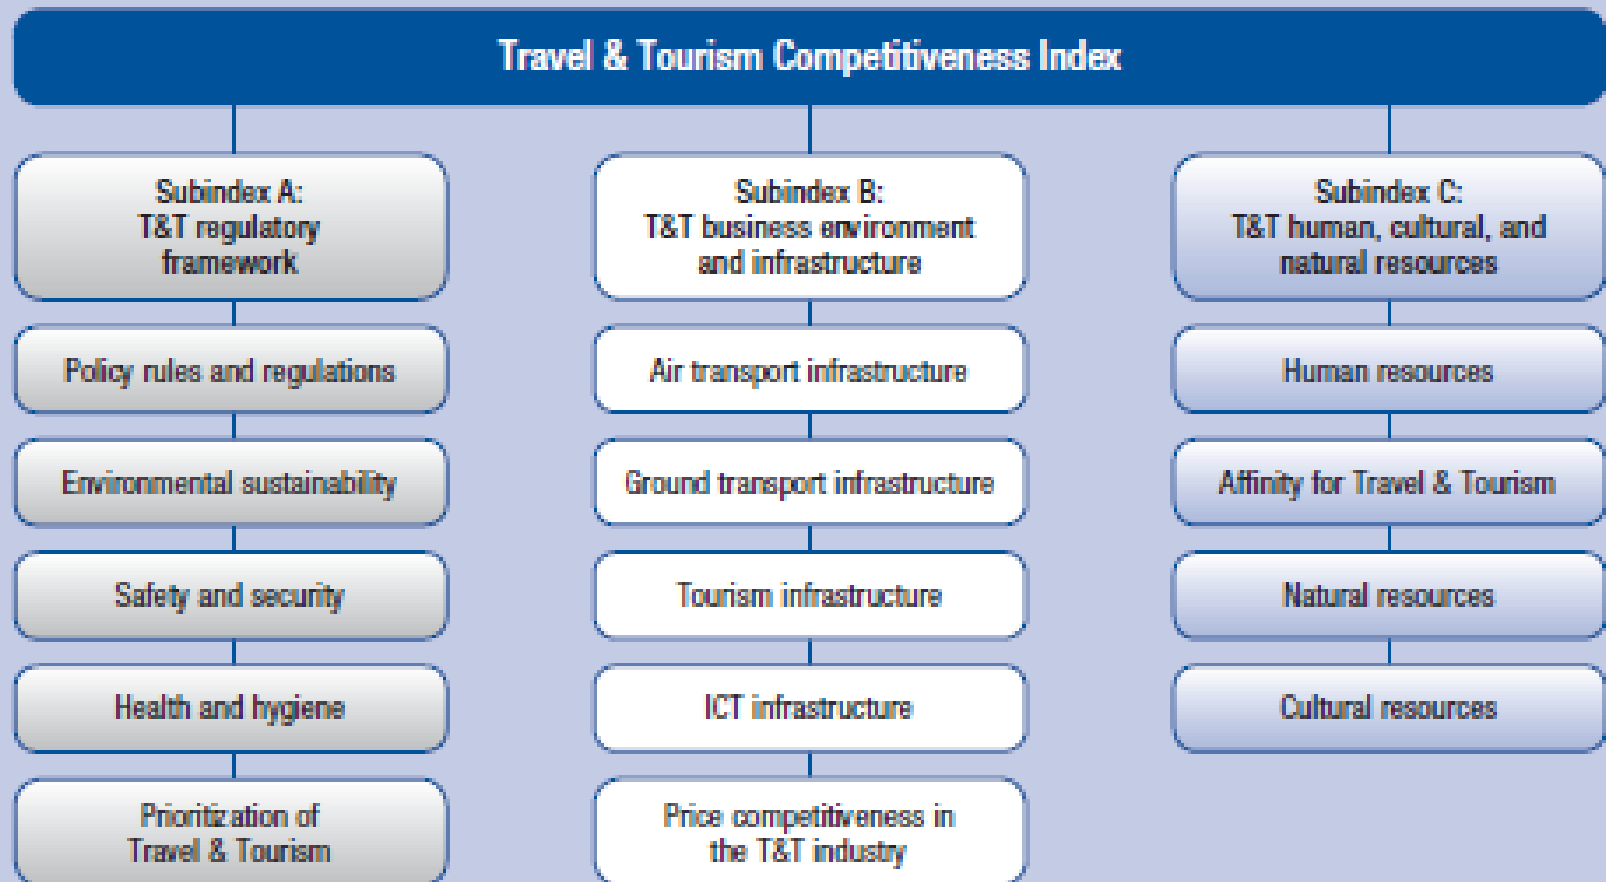 Travel & Tourism Competitiveness Index
Subindex A:
T&T regulatory
framework
Policy rules and regulations
Environmental sustainability
Safety and security
Health and hygiene
Prioritization of
Travel & Tourism
Subindex B:
T&T business environment
and infrastructure
Air transport infrastructure
Ground transport infrastructure
Tourism infrastructure
ICT infrastructure
Price competitiveness in
the T&T industry
Subindex C:
T&T human, cultural, and
natural resources
Human resources
Affinity for Travel & Tourism
Natural resources
Cultural resources